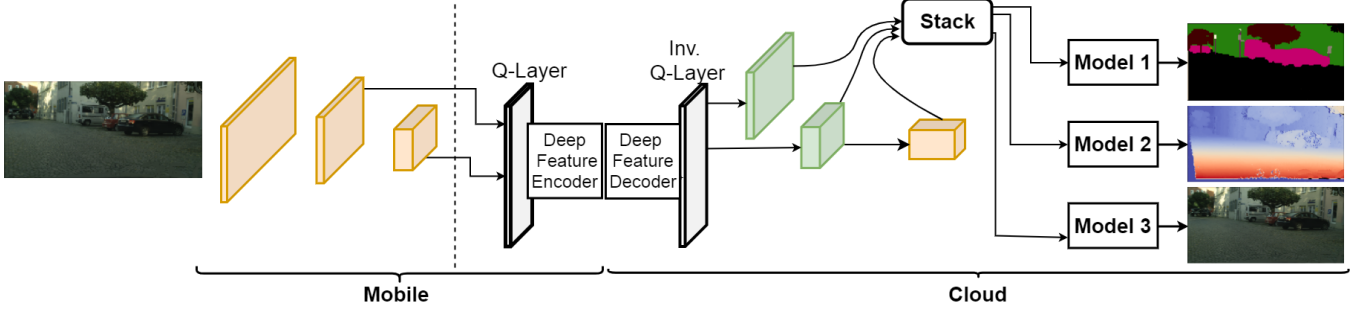 Stack
Inv.
Q-Layer
Q-Layer
Model 1
Deep
Feature
Encoder
Deep
Feature
Decoder
Model 2
Model 3
Mobile
Cloud